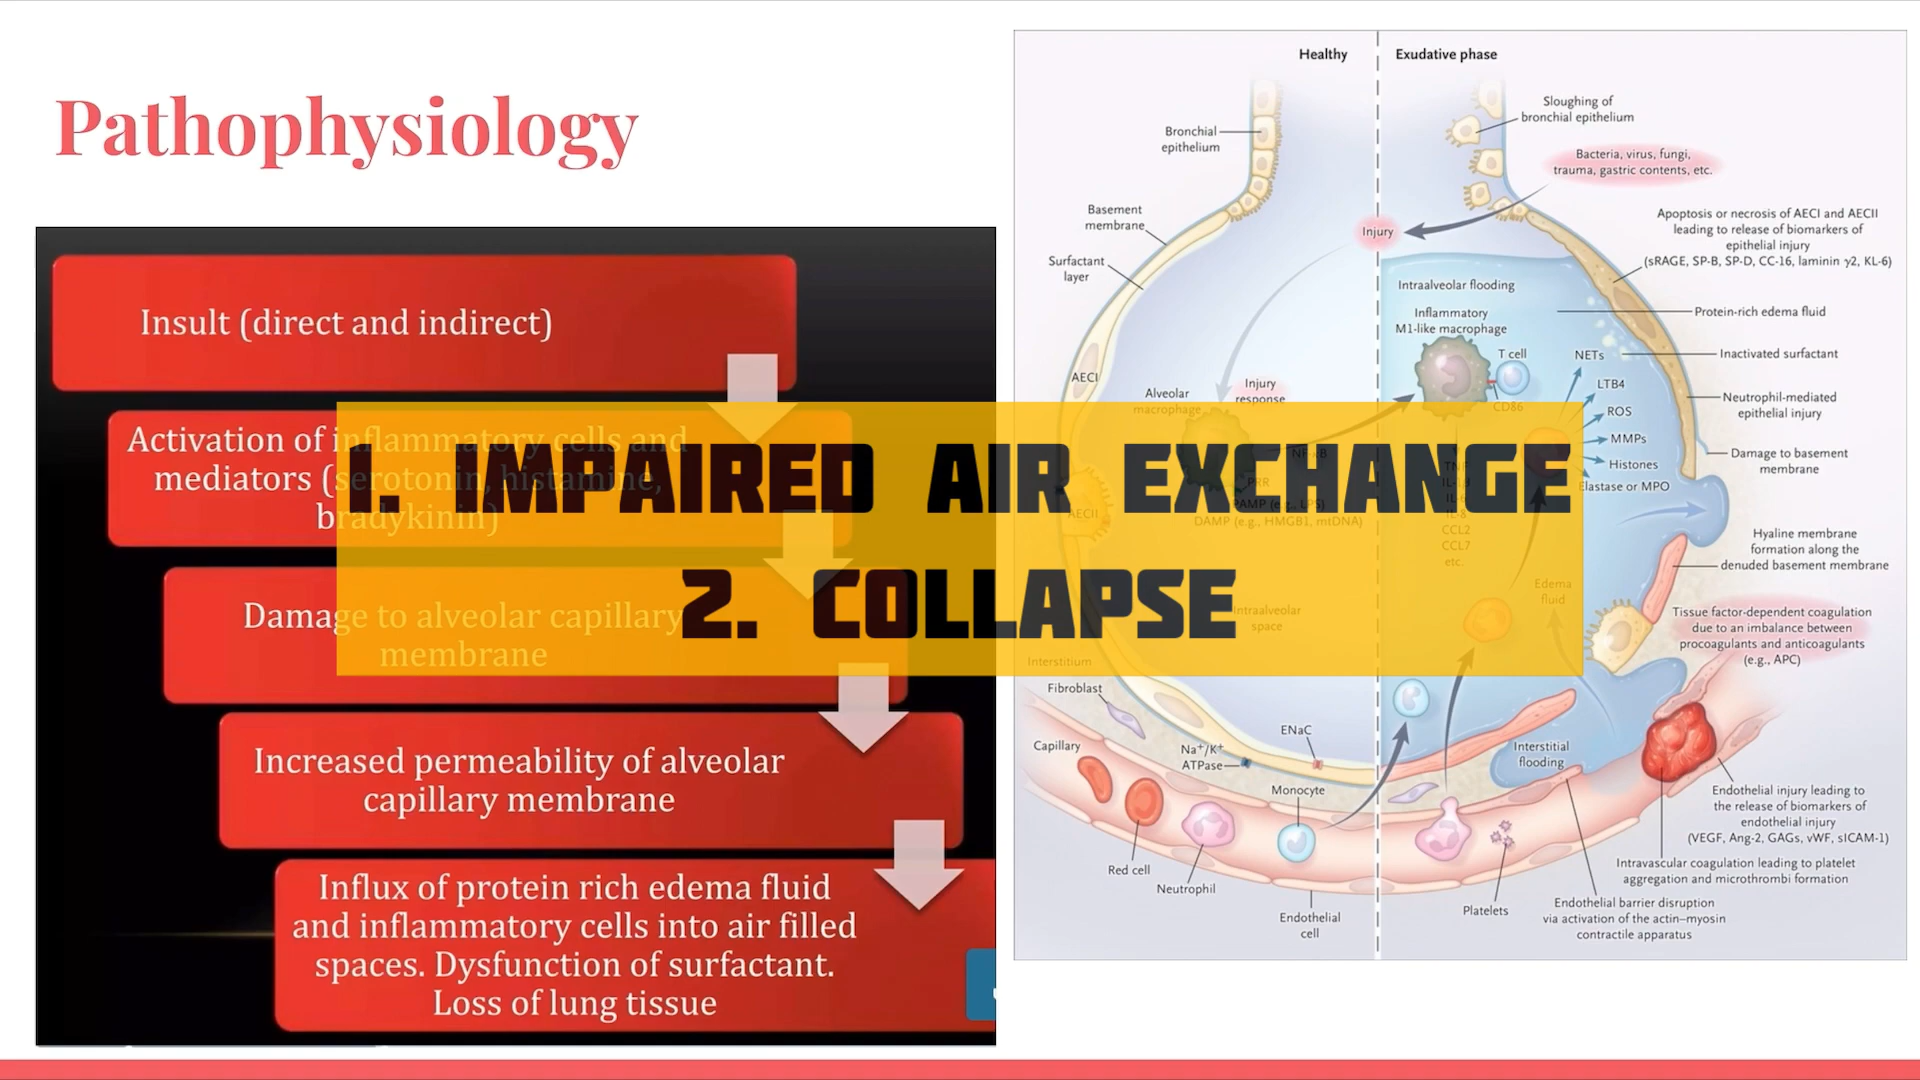 Pathophysiology
Insult (direct and indirect)
Activation of inflammatory cells and
mediators (serotonin, histamine,
bradykinin)
Damage to alveolar capillary
membrane
Increased permeability of alveolar
capillary membrane
Influx of protein rich edema fluid
and inflammatory cells into air filled
spaces. Dysfunction of surfactant.
Loss of lung tissue
1. IMPAIRED AIR EXCHANGE
2. COLLAPSE
Healthy
Exudative phase
Bronchial
epithelium
Sloughing of
bronchial epithelium
Bacteria, virus, fungi,
trauma, gastric contents, etc.
Basement
membrane
Injury
Surfactant
layer
Apoptosis or necrosis of AECI and AECII
leading to release of biomarkers of
epithelial injury
(sRAGE, SP-B, SP-D, CC-16, laminin γ2, KL-6)
Intraalveolar flooding
Protein-rich edema fluid
Inflammatory
M1-like macrophage
T cell
CD86
NETs
LTB4
ROS
MMPs
Histones
Elastase or MPO
Inactivated surfactant
Neutrophil-mediated
epithelial injury
Damage to basement
membrane
AECI
Alveolar
macrophage
Injury
response
NF-κB
PRR
PAMP (e.g., LPS)
DAMP (e.g., HMGB1, mtDNA)
AECII
IL-6
IL-8
CCL2
CCL7
etc.
Hyaline membrane
formation along the
denuded basement membrane
Edema
fluid
Intraalveolar
space
Tissue factor-dependent coagulation
due to an imbalance between
procoagulants and anticoagulants
(e.g., APC)
Interstitium
Fibroblast
Capillary
Na⁺/K⁺
ATPase
ENaC
Interstitial
flooding
Monocyte
Red cell
Neutrophil
Endothelial
cell
Platelets
Endothelial injury leading to
the release of biomarkers of
endothelial injury
(VEGF, Ang-2, GAGs, vWF, sICAM-1)
Intravascular coagulation leading to platelet
aggregation and microthrombi formation
Endothelial barrier disruption
via activation of the actin–myosin
contractile apparatus